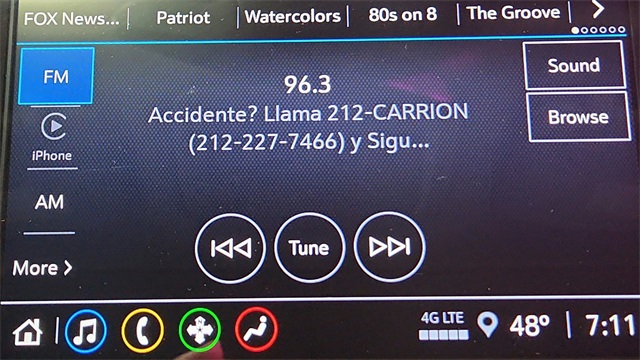 FOX News... Patriot Watercolors 80s on 8 The Groove
FM
96.3
Sound
Accidente? Llama 212-CARRION
(212-227-7466) y Sigu...
Browse
iPhone
AM
Tune
More
4G LTE
48° 7:11